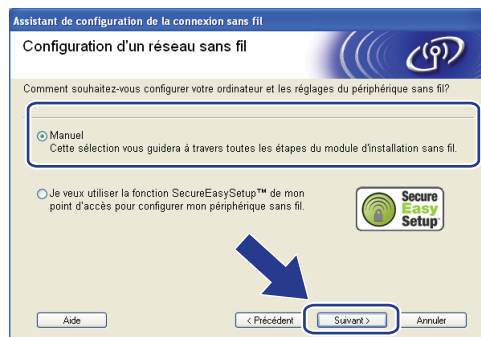 Assistant de configuration de la connexion sans fil
Configuration d'un réseau sans fil
Comment souhaitez-vous configurer votre ordinateur et les réglages du périphérique sans fil?
Manuel
Cette sélection vous guidera à travers toutes les étapes du module d'installation sans fil.
Je veux utiliser la fonction SecureEasySetup™ de mon
point d'accès pour configurer mon périphérique sans fil.
Secure
Easy
Setup
Aide
< Précédent
Suivant >
Annuler